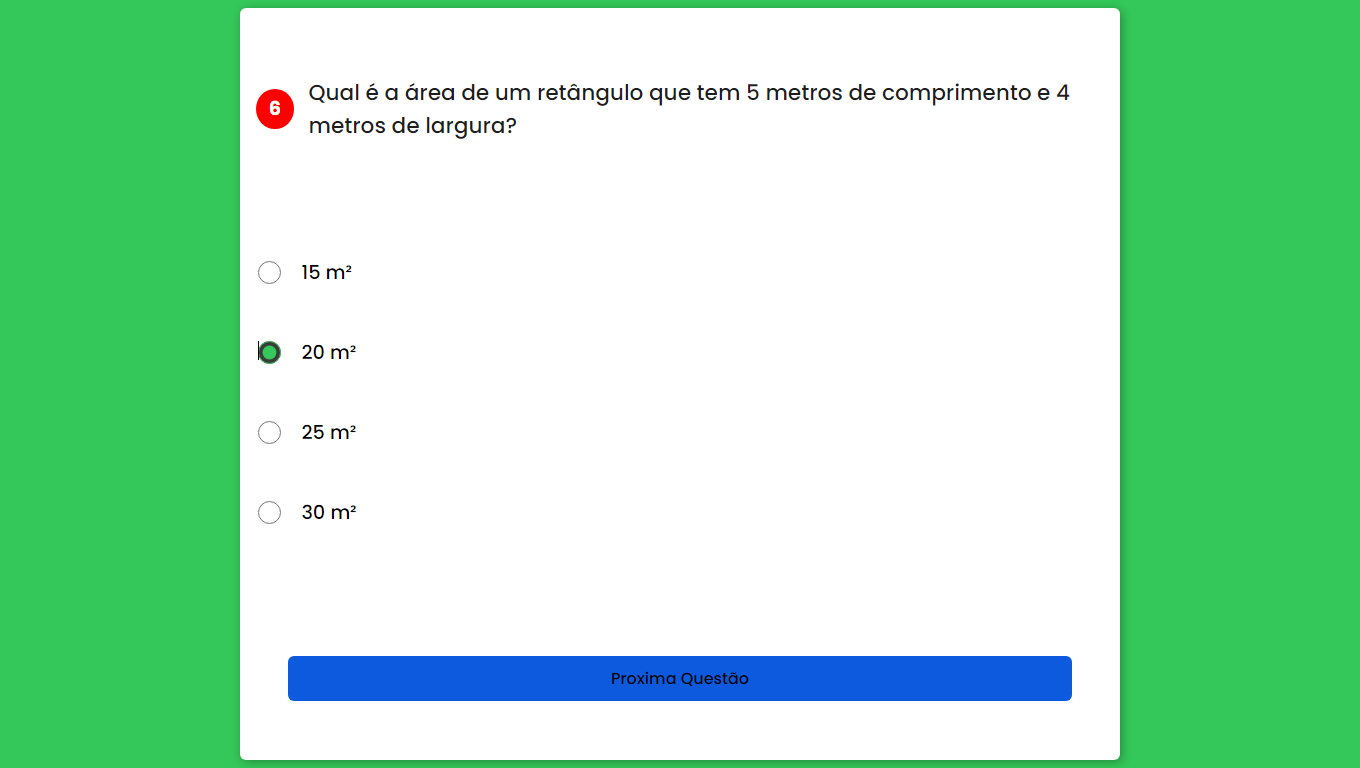 6
Qual é a área de um retângulo que tem 5 metros de comprimento e 4
metros de largura?
15 m²
20 m²
25 m²
30 m²
Proxima Questão